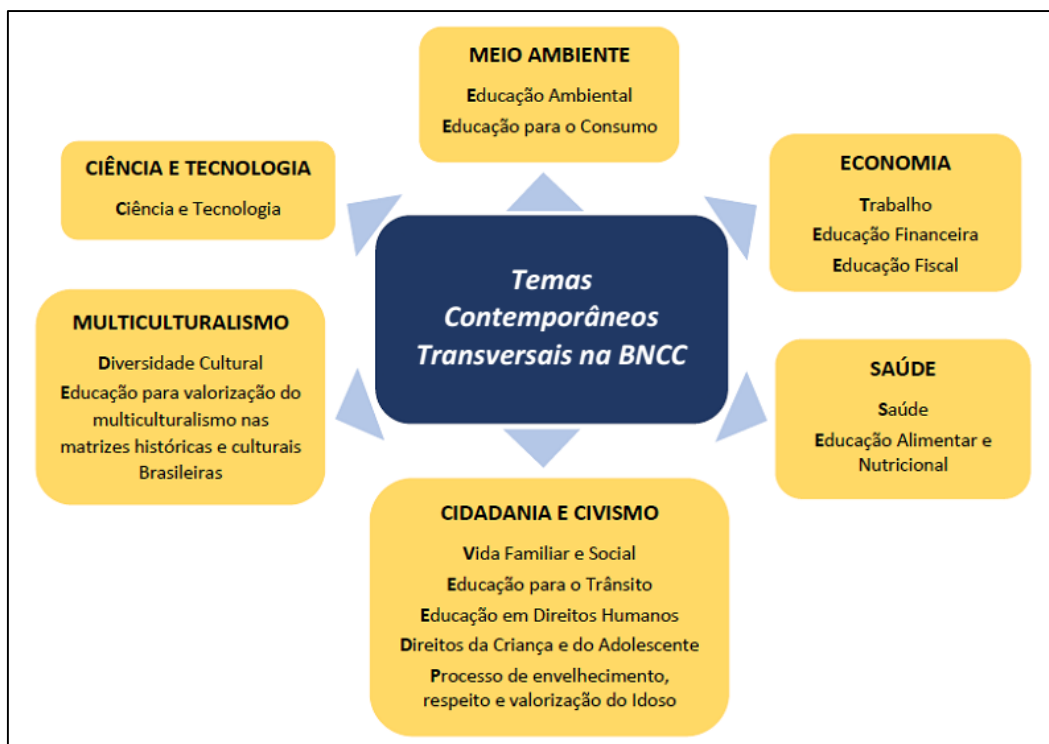 MEIO AMBIENTE
Educação Ambiental
Educação para o Consumo
CIÊNCIA E TECNOLOGIA
Ciência e Tecnologia
ECONOMIA
Trabalho
Educação Financeira
Educação Fiscal
Temas
Contemporâneos
Transversais na BNCC
MULTICULTURALISMO
Diversidade Cultural
Educação para valorização do
multiculturalismo nas
matrizes históricas e culturais
Brasileiras
SAÚDE
Saúde
Educação Alimentar e
Nutricional
CIDADANIA E CIVISMO
Vida Familiar e Social
Educação para o Trânsito
Educação em Direitos Humanos
Direitos da Criança e do Adolescente
Processo de envelhecimento,
respeito e valorização do Idoso